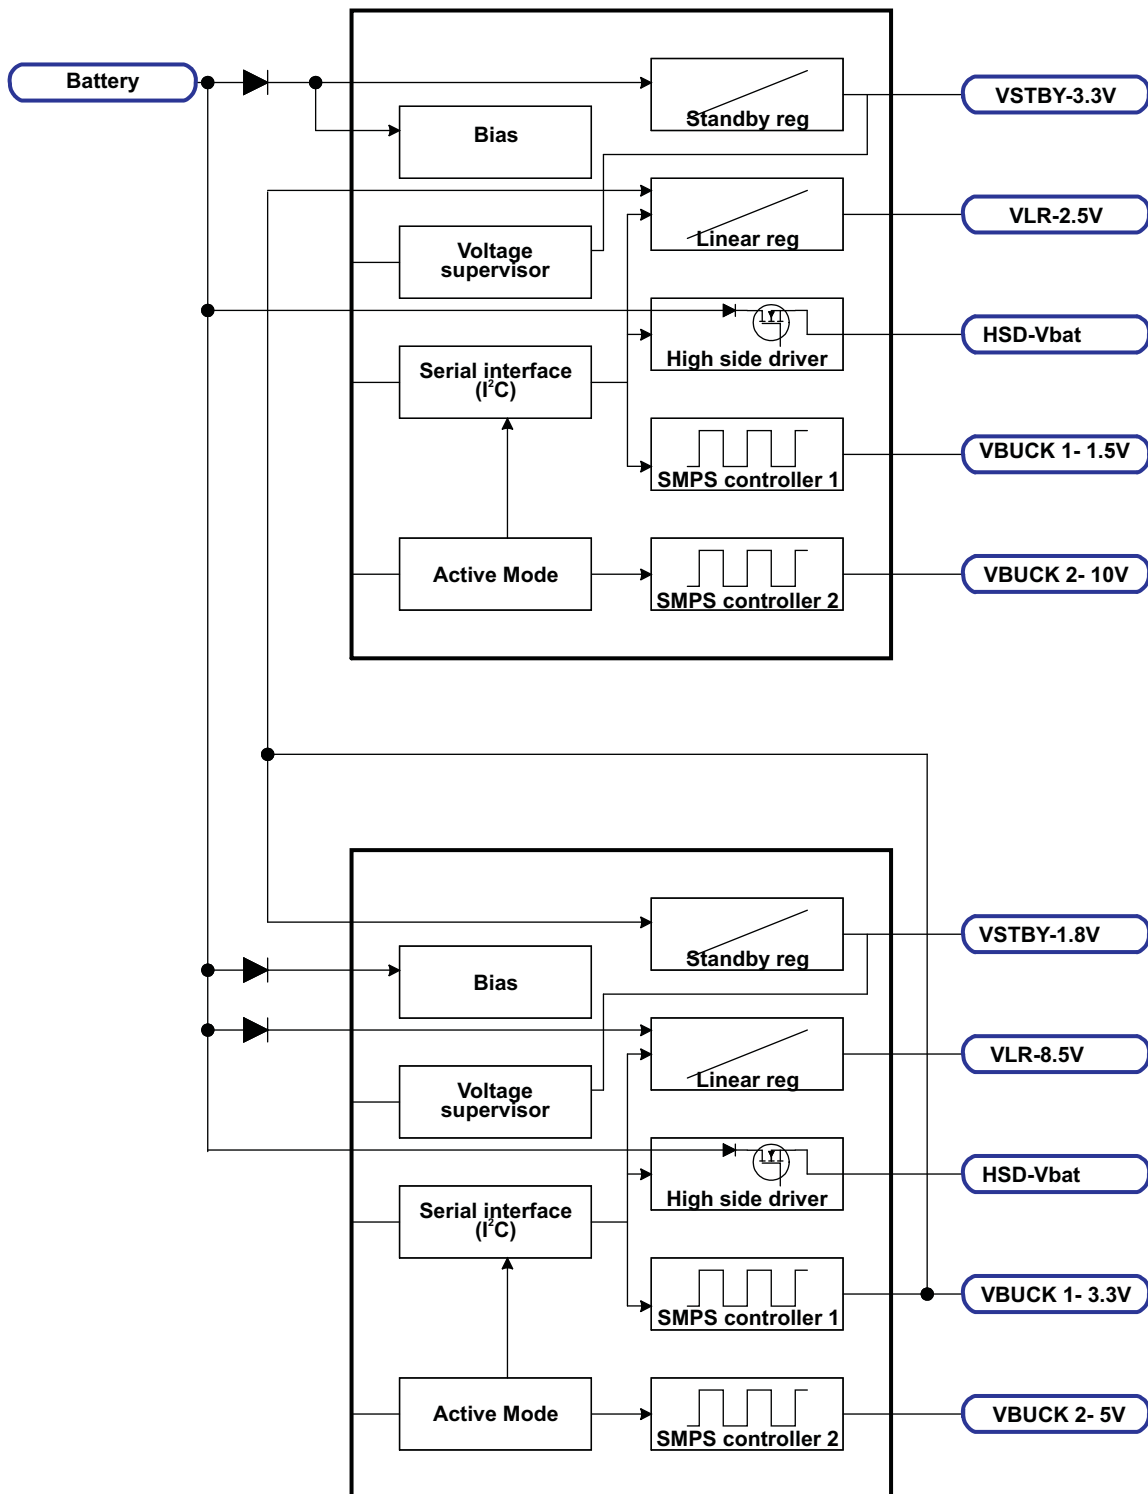 Battery
Standby reg
VSTBY-3.3V
Bias
Linear reg
VLR-2.5V
Voltage
supervisor
High side driver
HSD-Vbat
Serial interface
(I²C)
SMPS controller 1
VBUCK 1- 1.5V
Active Mode
SMPS controller 2
VBUCK 2- 10V
Standby reg
VSTBY-1.8V
Bias
Linear reg
VLR-8.5V
Voltage
supervisor
High side driver
HSD-Vbat
Serial interface
(I²C)
SMPS controller 1
VBUCK 1- 3.3V
Active Mode
SMPS controller 2
VBUCK 2- 5V